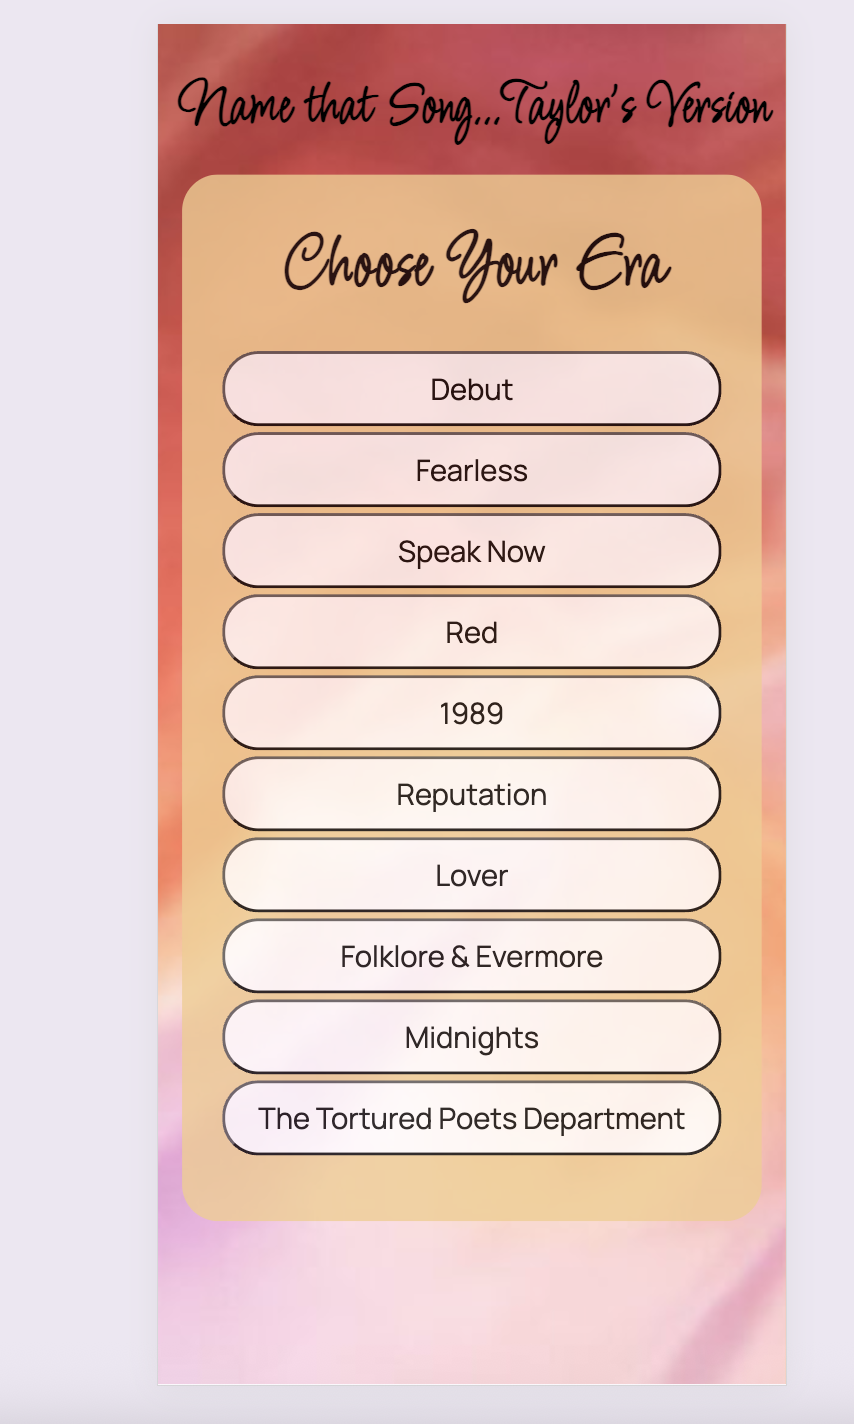 Name that Song...Taylor's Version
Choose Your Era
Debut
Fearless
Speak Now
Red
1989
Reputation
Lover
Folklore & Evermore
Midnights
The Tortured Poets Department